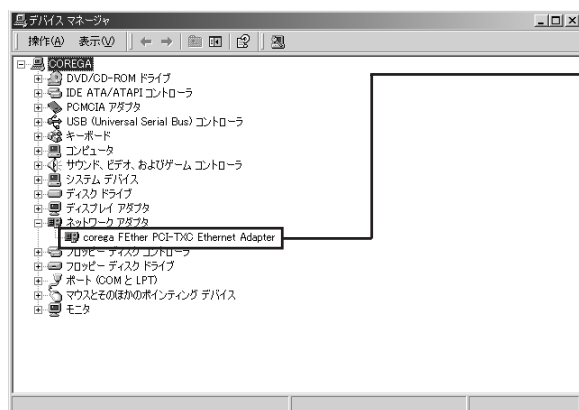 デバイス マネージャ
操作(A) 表示(V)
COREGA
DVD/CD-ROM ドライブ
IDE ATA/ATAPI コントローラ
PCMCIA アダプタ
USB (Universal Serial Bus) コントローラ
キーボード
コンピュータ
サウンド、ビデオ、およびゲーム コントローラ
システム デバイス
ディスク ドライブ
ディスプレイ アダプタ
ネットワーク アダプタ
corega FEther PCI-TXC Ethernet Adapter
フロッピー ディスク コントローラ
フロッピー ディスク ドライブ
ポート (COM と LPT)
マウスとそのほかのポインティング デバイス
モニタ